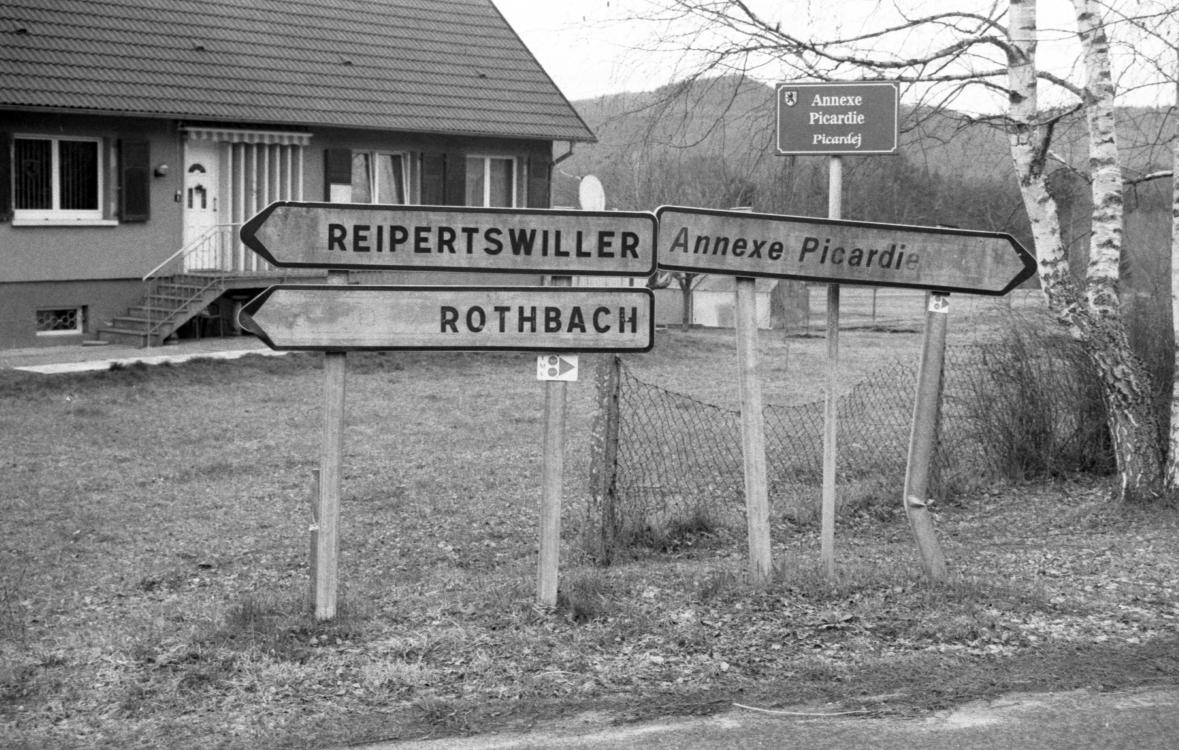 Annexe
Picardie
Picardej
REIPERTSWILLER
Annexe Picardie
ROTHBACH